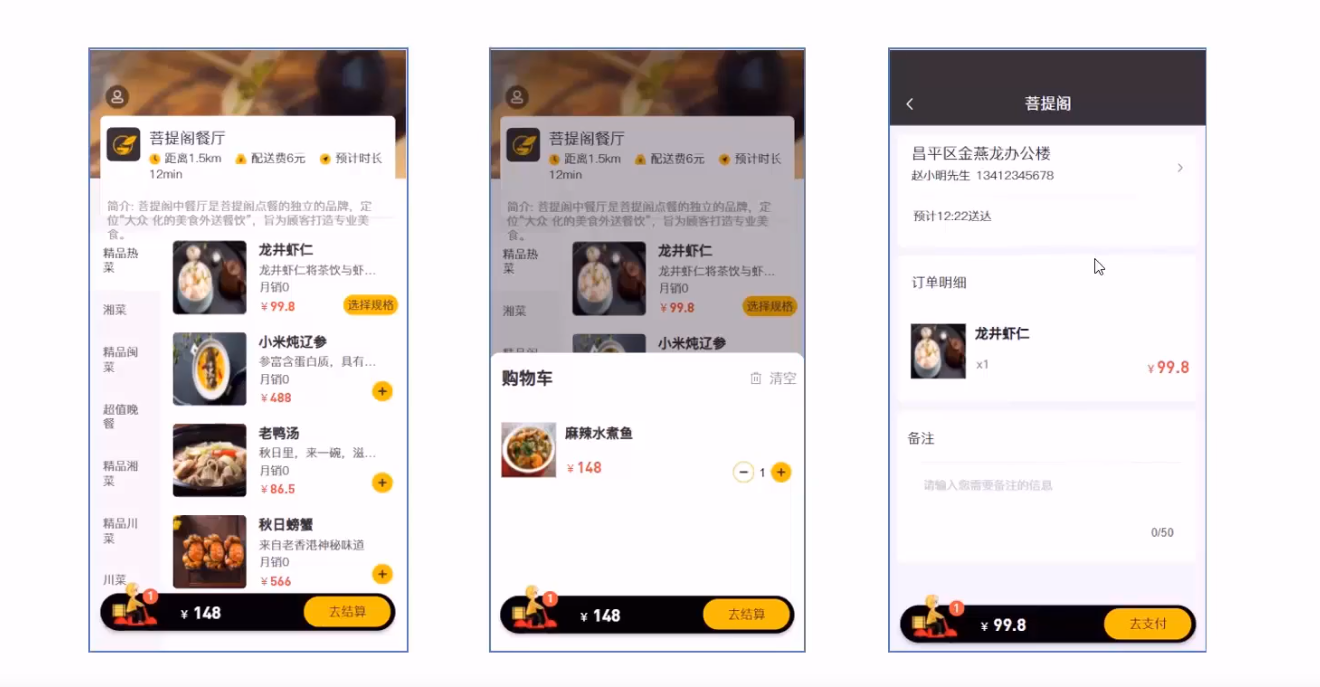 菩提阁餐厅
距离1.5km 配送费6元 预计时长
12min
简介: 菩提阁中餐厅是菩提阁点餐的独立的品牌，定
位“大众 化的美食外送餐饮”，旨为顾客打造专业美
食。
精品热
菜
湘菜
精品闽
菜
超值晚
餐
精品湘
菜
精品川
菜
川菜
龙井虾仁
龙井虾仁将茶饮与虾...
月销0
￥99.8
选择规格
小米炖辽参
参富含蛋白质，具有...
月销0
￥488
老鸭汤
秋日里，来一碗，滋...
月销0
￥86.5
秋日螃蟹
来自老香港神秘味道
月销0
￥566
1
￥148
去结算
菩提阁餐厅
距离1.5km 配送费6元 预计时长
12min
简介: 菩提阁中餐厅是菩提阁点餐的独立的品牌，定
位“大众 化的美食外送餐饮”，旨为顾客打造专业美
食。
精品热
菜
湘菜
精品闽
龙井虾仁
龙井虾仁将茶饮与虾...
月销0
￥99.8
选择规格
小米炖辽参
购物车
清空
麻辣水煮鱼
￥148
1
1
￥148
去结算
菩提阁
昌平区金燕龙办公楼
赵小明先生 13412345678
预计12:22送达
订单明细
龙井虾仁
x1
￥99.8
备注
请输入您需要备注的信息
0/50
1
￥99.8
去支付